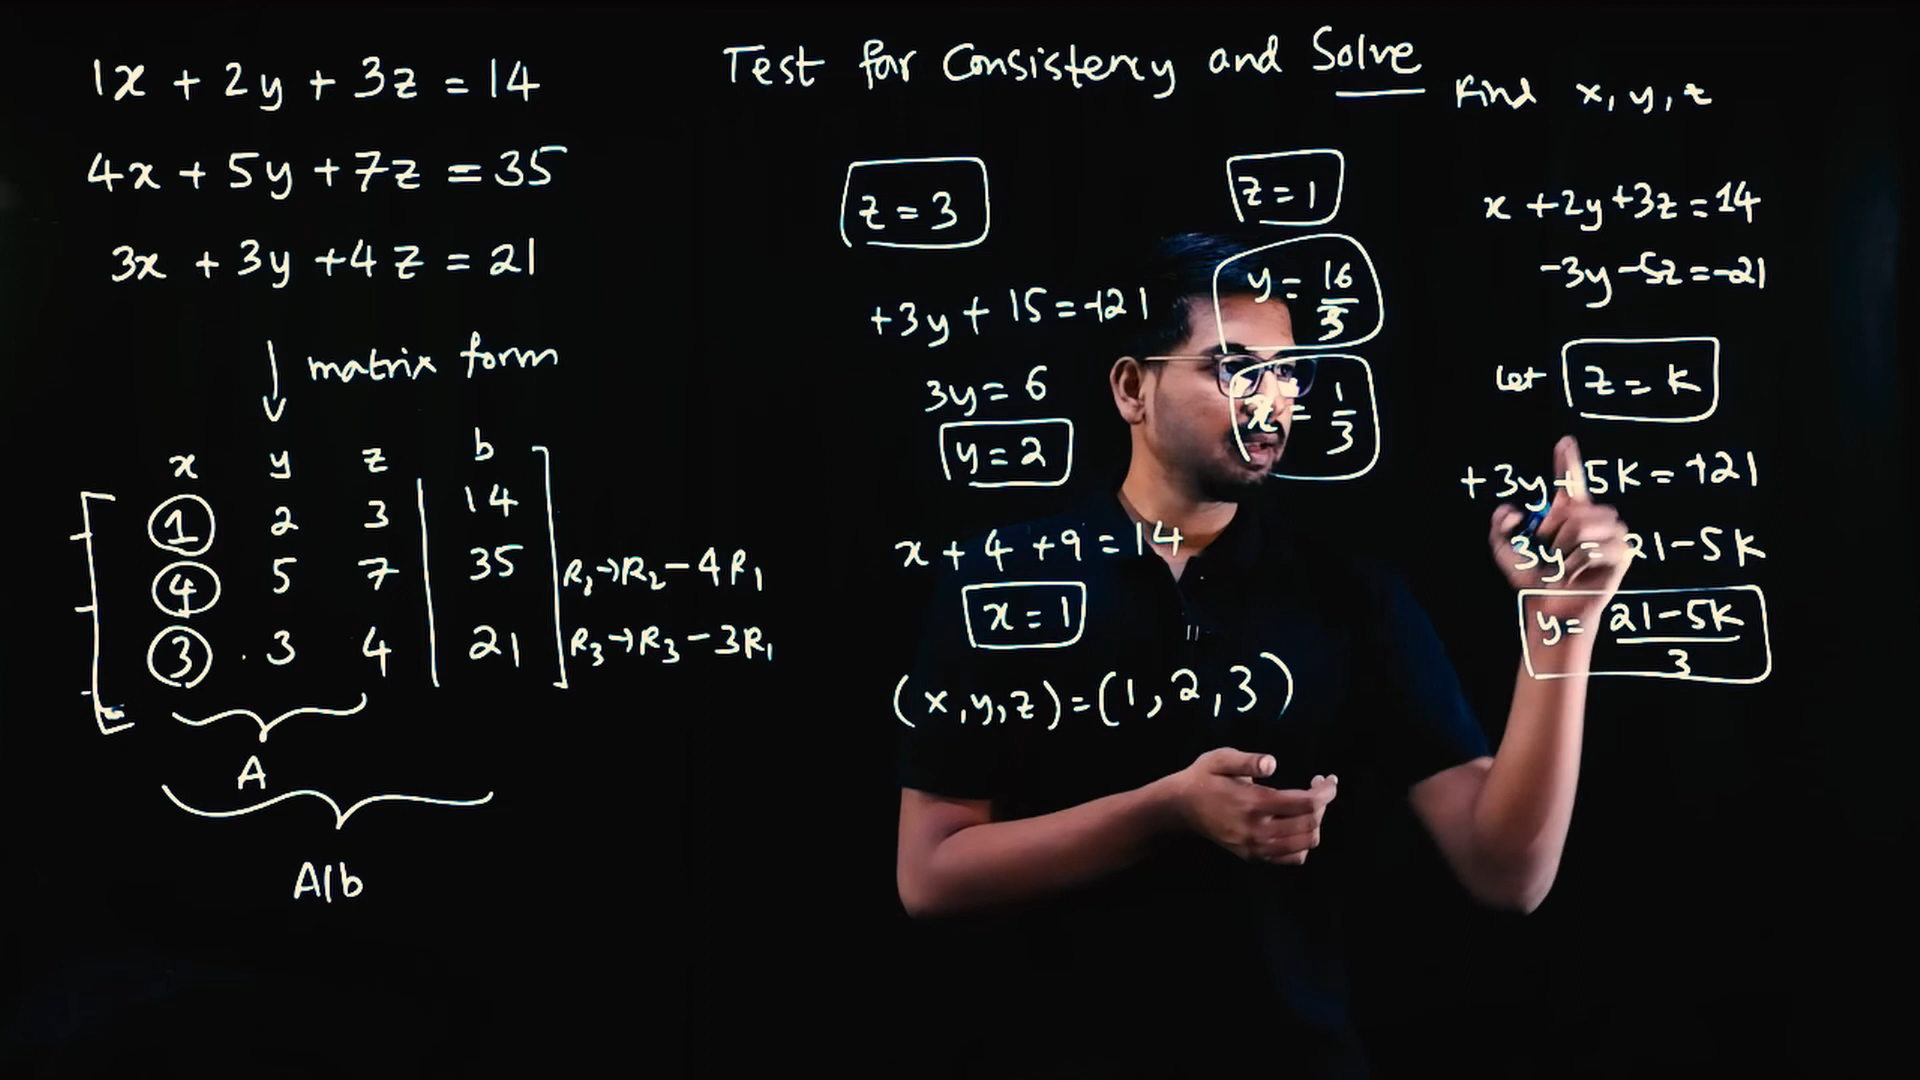 1x + 2y + 3z = 14
4x + 5y + 7z = 35
3x + 3y + 4z = 21
↓ matrix form
x y z b
1 2 3 | 14
4 5 7 | 35 R₂→R₂-4R₁
3 3 4 | 21 R₃→R₃-3R₁
A
A/b
Test for Consistency and Solve
Find x, y, z
z = 3
+3y + 15 = +21
3y = 6
y = 2
x + 4 + 9 = 14
x = 1
(x, y, z) = (1, 2, 3)
z = 1
y = 16/3
x = 1/3
x + 2y + 3z = 14
-3y - 5z = -21
Let z = K
+3y + 5K = +21
3y = 21 - 5K
y = 21-5K/3